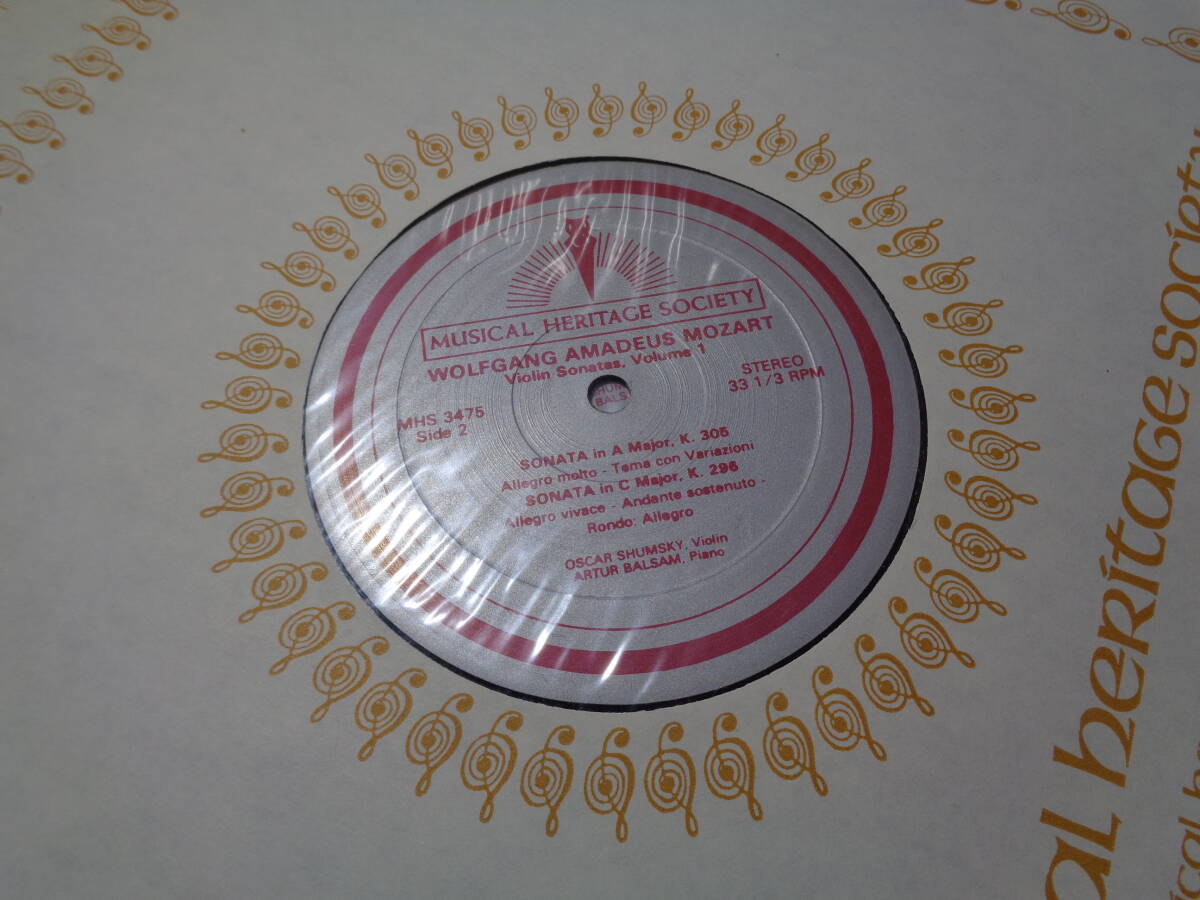 MUSICAL HERITAGE SOCIETY
WOLFGANG AMADEUS MOZART
Violin Sonatas, Volume 1
STEREO
33 1/3 RPM
MHS 3475
Side 2
SONATA in A Major, K. 305
Allegro molto - Tema con Variazioni
SONATA in C Major, K. 296
Allegro vivace - Andante sostenuto -
Rondo: Allegro
OSCAR SHUMSKY, Violin
ARTUR BALSAM, Piano
al heritage society